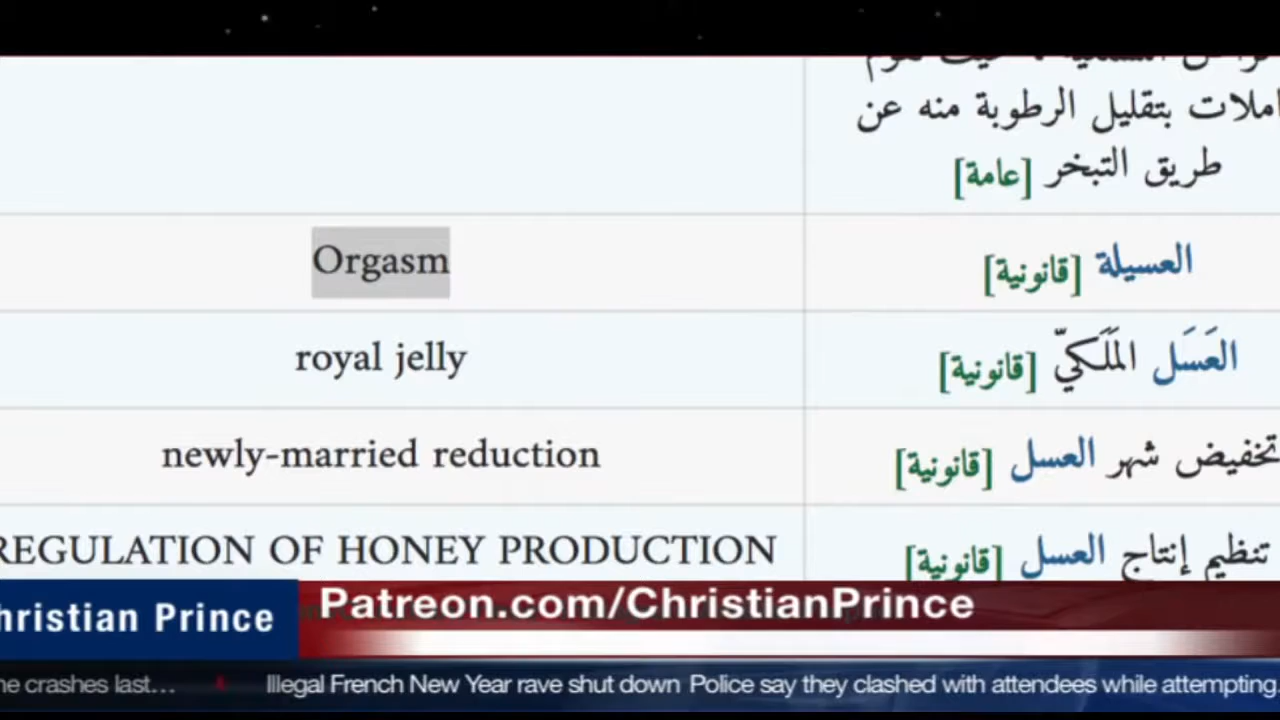 املات بتقليل الرطوبة منه عن
طريق التبخر [عامة]
Orgasm
العسيلة [قانونية]
royal jelly
العَسَل المَلَكيّ [قانونية]
newly-married reduction
تخفيض شهر العسل [قانونية]
REGULATION OF HONEY PRODUCTION
تنظيم إنتاج العسل [قانونية]
hristian Prince
Patreon.com/ChristianPrince
ne crashes last...
Illegal French New Year rave shut down Police say they clashed with attendees while attempting.